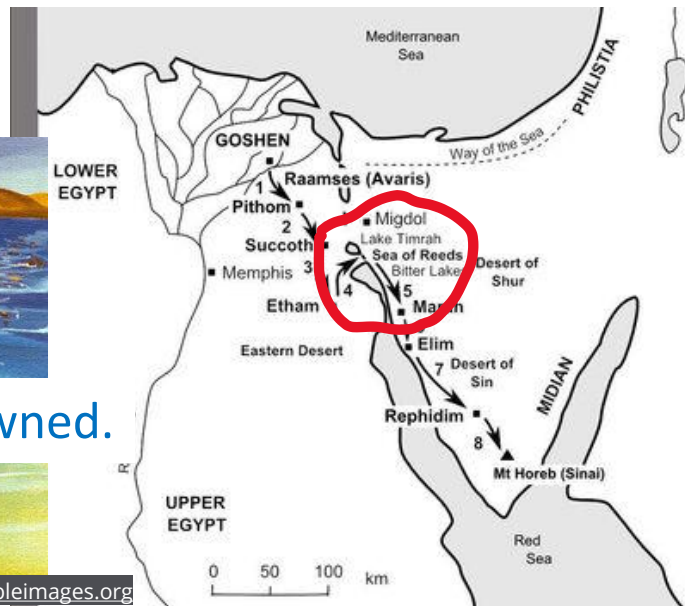 Mediterranean
Sea
PHILISTIA
GOSHEN
Way of the Sea
LOWER
EGYPT
1
Raamses (Avaris)
Pithom
2
Migdol
Succoth
Lake Timrah
3
Sea of Reeds
Bitter Lake
Desert of
Shur
Memphis
4
5
Etham
Elim
Eastern Desert
7
Desert of
Sin
MIDIAN
Rephidim
8
wned.
R
Mt Horeb (Sinai)
UPPER
EGYPT
Red
Sea
0 50 100 km
bleimages.org